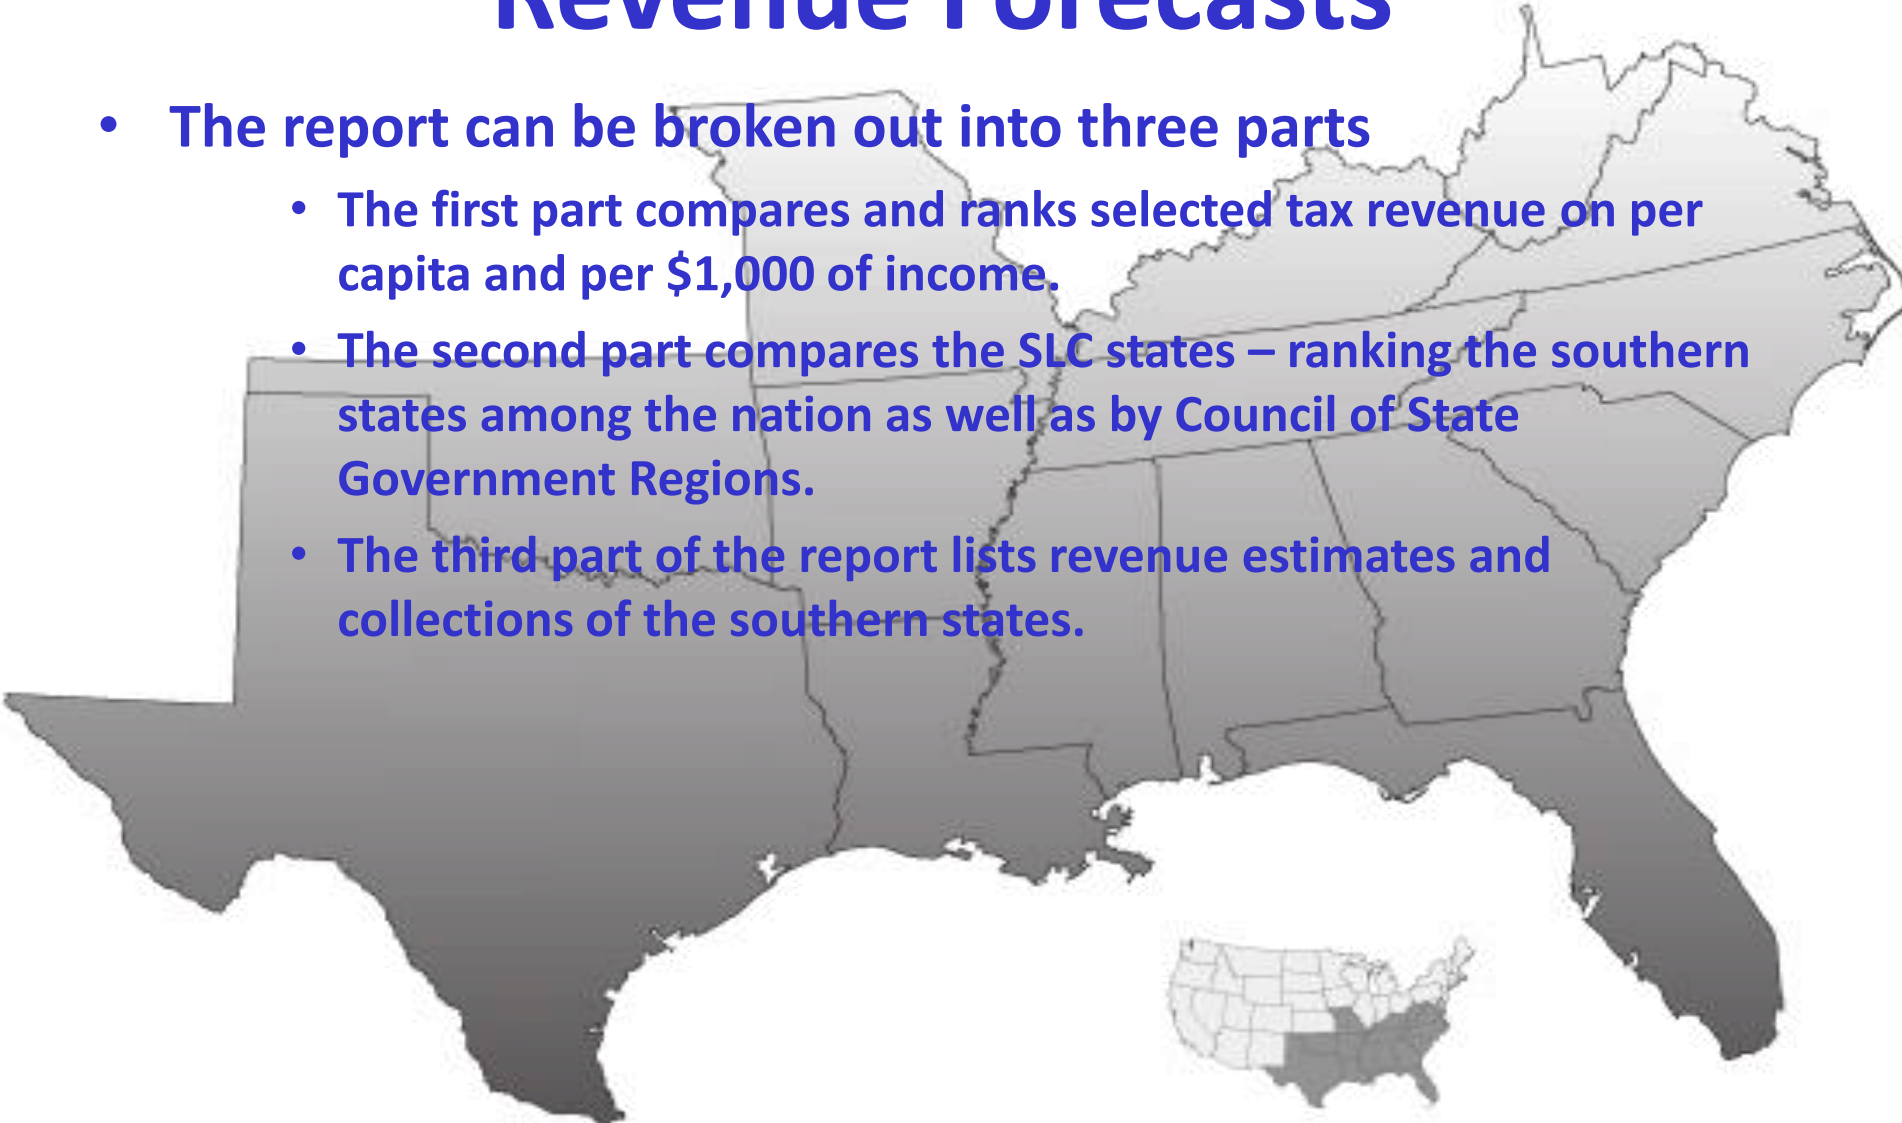 Revenue Forecasts
• The report can be broken out into three parts
• The first part compares and ranks selected tax revenue on per
capita and per $1,000 of income.
• The second part compares the SLC states – ranking the southern
states among the nation as well as by Council of State
Government Regions.
• The third part of the report lists revenue estimates and
collections of the southern states.